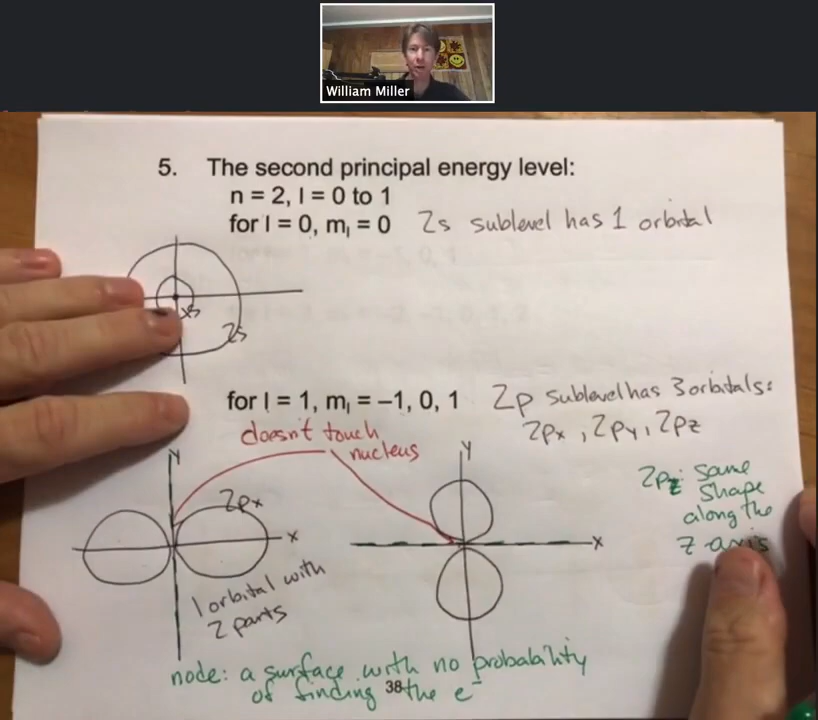 William Miller
5. The second principal energy level:
n = 2, l = 0 to 1
for l = 0, mₗ = 0 2s sublevel has 1 orbital
1s
2s
for l = 1, mₗ = −1, 0, 1 2p sublevel has 3 orbitals:
2px, 2py, 2pz
doesn't touch
nucleus
Y
2px
x
1 orbital with
2 parts
Y
x
2pz: same
shape
along the
z axis
node: a surface with no probability
of finding the e⁻
38